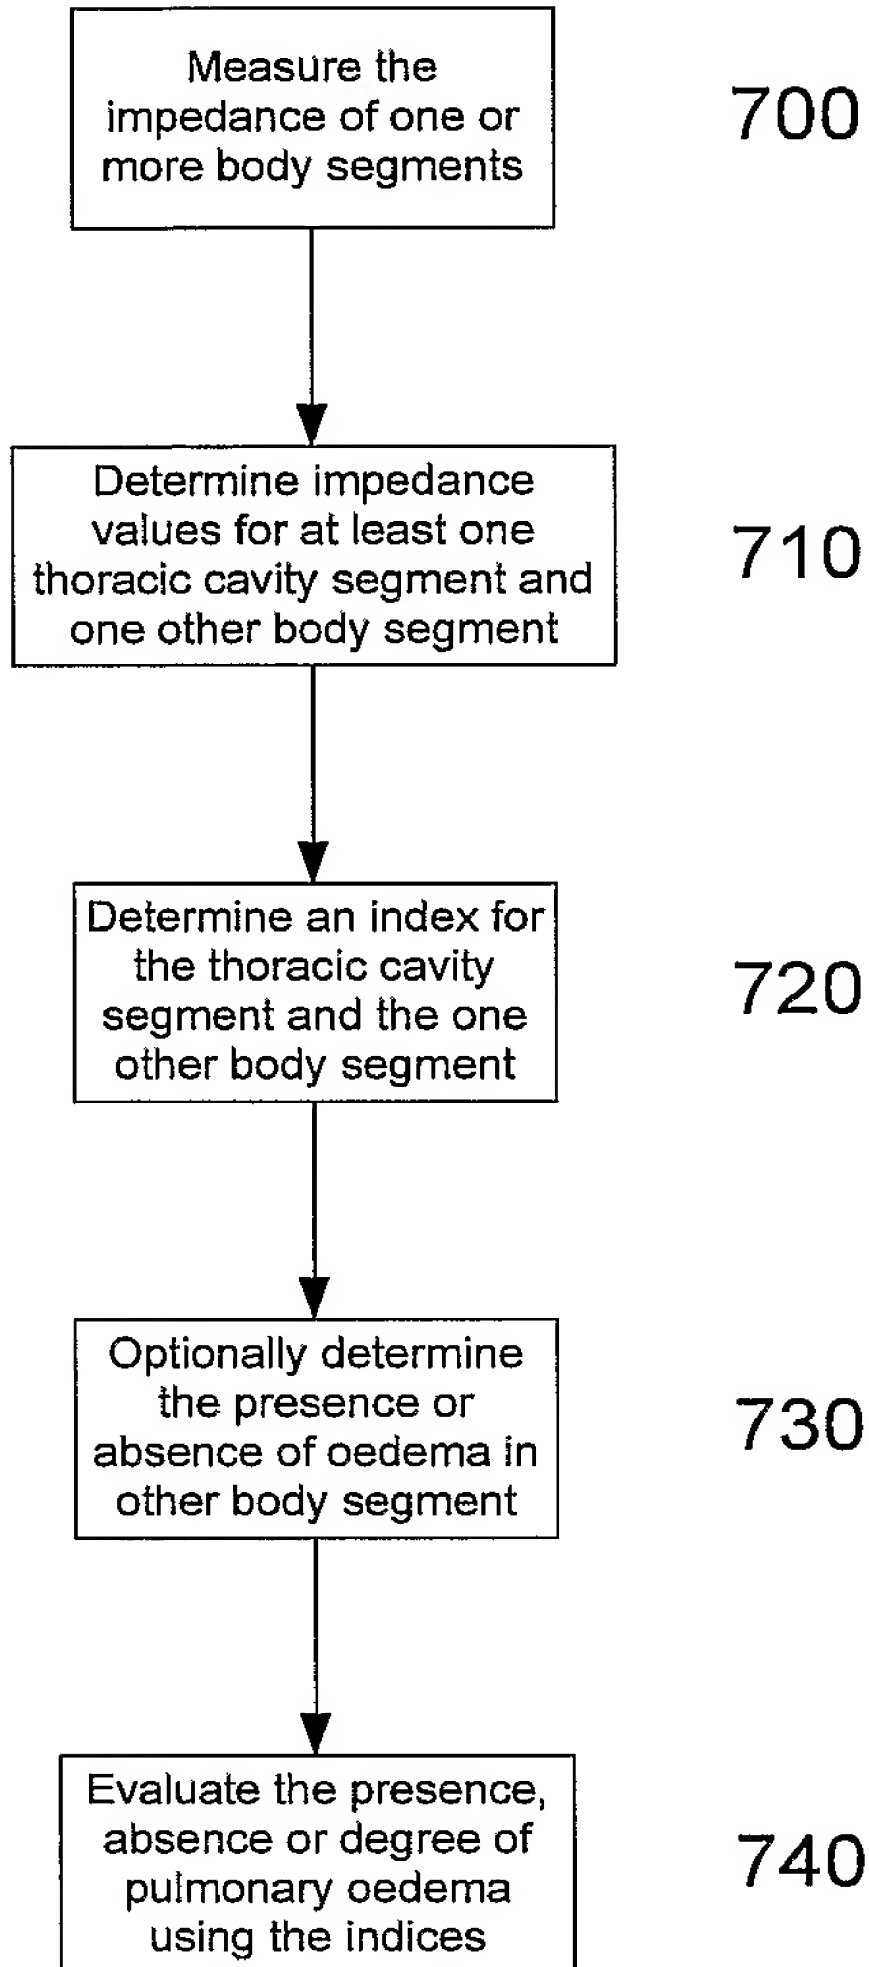 Measure the
impedance of one or
more body segments
700
Determine impedance
values for at least one
thoracic cavity segment and
one other body segment
710
Determine an index for
the thoracic cavity
segment and the one
other body segment
720
Optionally determine
the presence or
absence of oedema in
other body segment
730
Evaluate the presence,
absence or degree of
pulmonary oedema
using the indices
740